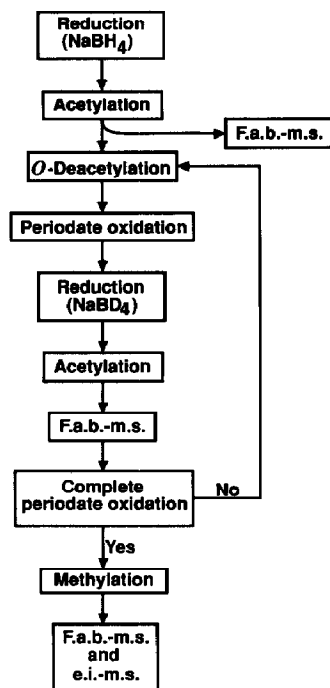 Reduction
(NaBH4)
Acetylation
F.a.b.-m.s.
O-Deacetylation
Periodate oxidation
Reduction
(NaBD4)
Acetylation
F.a.b.-m.s.
Complete
periodate oxidation
No
Yes
Methylation
F.a.b.-m.s.
and
e.i.-m.s.